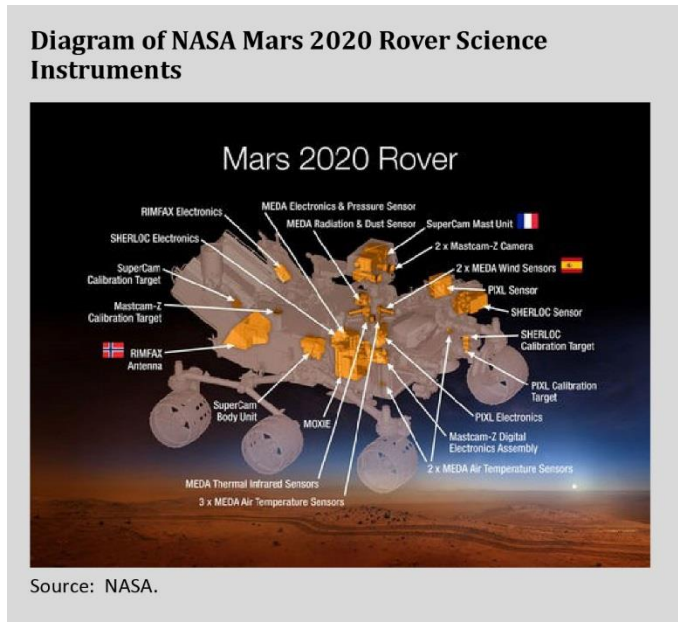 Diagram of NASA Mars 2020 Rover Science
Instruments
Mars 2020 Rover
MEDA Electronics & Pressure Sensor
RIMFAX Electronics
MEDA Radiation & Dust Sensor
SuperCam Mast Unit
SHERLOC Electronics
2 x Mastcam-Z Camera
SuperCam
Calibration Target
2 x MEDA Wind Sensors
PIXL Sensor
Mastcam-Z
Calibration Target
SHERLOC Sensor
SHERLOC
Calibration Target
RIMFAX
Antenna
PIXL Calibration
Target
SuperCam
Body Unit
MOXIE
PIXL Electronics
Mastcam-Z Digital
Electronics Assembly
2 x MEDA Air Temperature Sensors
MEDA Thermal Infrared Sensors
3 x MEDA Air Temperature Sensors
Source: NASA.